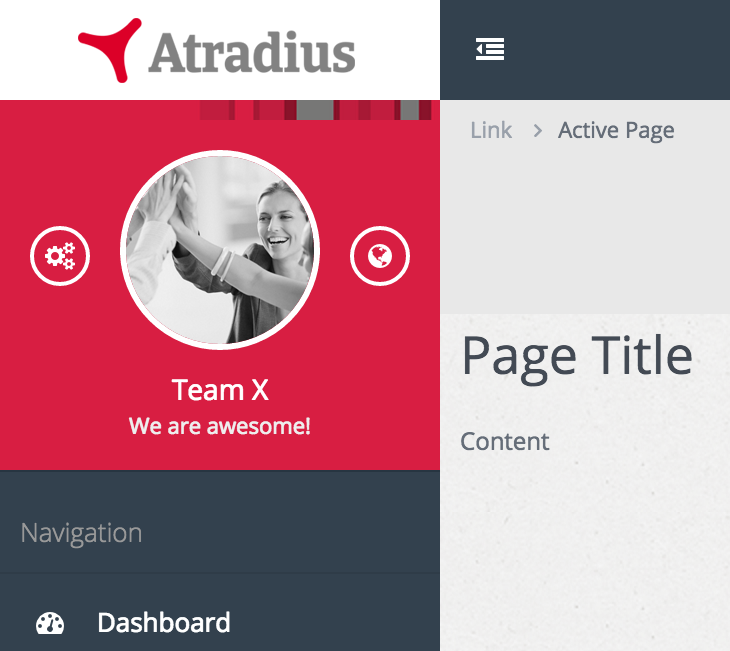 Atradius
Link > Active Page
Team X
We are awesome!
Page Title
Content
Navigation
Dashboard